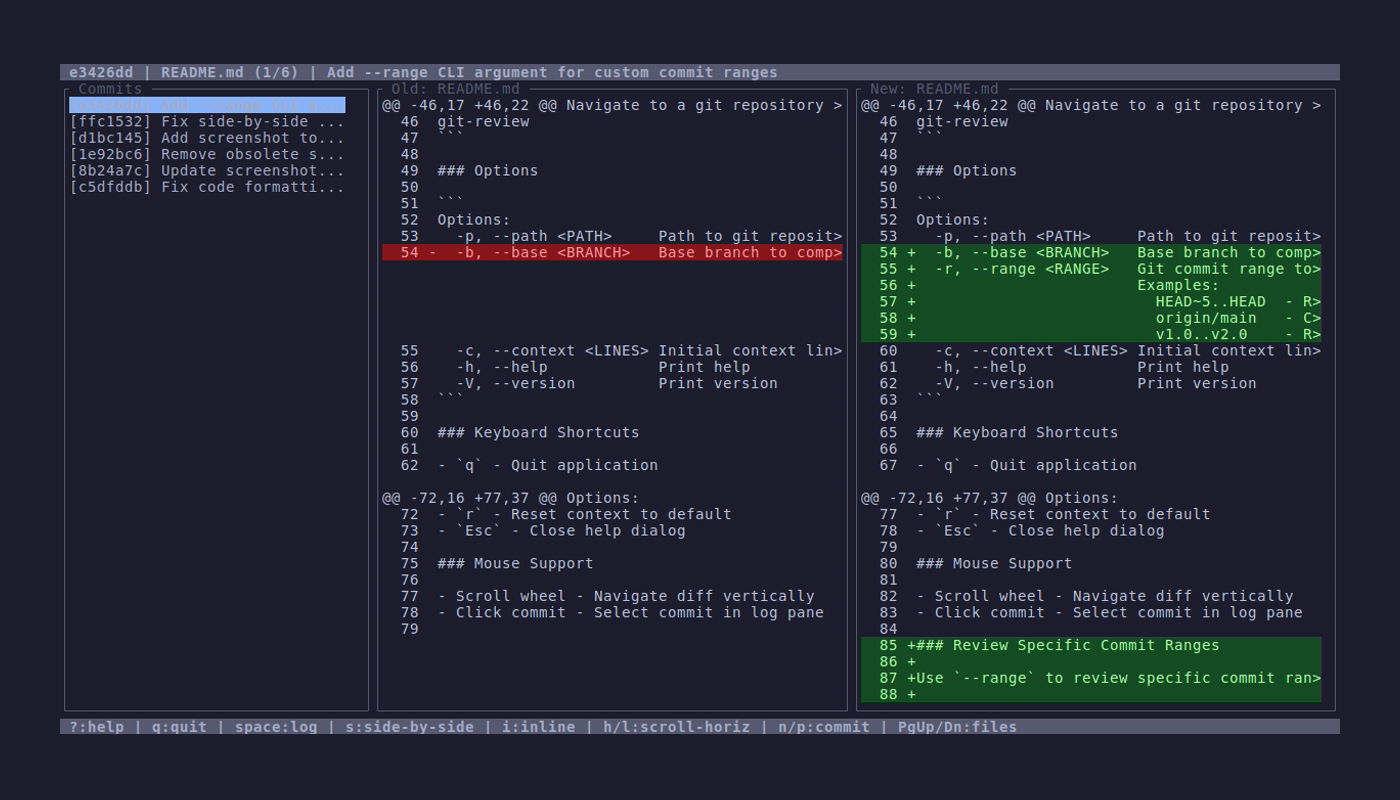 e3426dd | README.md (1/6) | Add --range CLI argument for custom commit ranges
Commits
[e3426dd] Add --range CLI a...
[ffc1532] Fix side-by-side ...
[d1bc145] Add screenshot to...
[1e92bc6] Remove obsolete s...
[8b24a7c] Update screenshot...
[c5dfddb] Fix code formatti...
Old: README.md
@@ -46,17 +46,22 @@ Navigate to a git repository >
46  git-review
47  ```
48
49  ### Options
50
51  ```
52  Options:
53    -p, --path <PATH>     Path to git reposit>
54 -  -b, --base <BRANCH>   Base branch to comp>
55    -c, --context <LINES> Initial context lin>
56    -h, --help            Print help
57    -V, --version         Print version
58  ```
59
60  ### Keyboard Shortcuts
61
62  - `q` - Quit application
@@ -72,16 +77,37 @@ Options:
72  - `r` - Reset context to default
73  - `Esc` - Close help dialog
74
75  ### Mouse Support
76
77  - Scroll wheel - Navigate diff vertically
78  - Click commit - Select commit in log pane
79
New: README.md
@@ -46,17 +46,22 @@ Navigate to a git repository >
46  git-review
47  ```
48
49  ### Options
50
51  ```
52  Options:
53    -p, --path <PATH>     Path to git reposit>
54 +  -b, --base <BRANCH>   Base branch to comp>
55 +  -r, --range <RANGE>   Git commit range to>
56 +                        Examples:
57 +                          HEAD~5..HEAD  - R>
58 +                          origin/main   - C>
59 +                          v1.0..v2.0    - R>
60    -c, --context <LINES> Initial context lin>
61    -h, --help            Print help
62    -V, --version         Print version
63  ```
64
65  ### Keyboard Shortcuts
66
67  - `q` - Quit application
@@ -72,16 +77,37 @@ Options:
77  - `r` - Reset context to default
78  - `Esc` - Close help dialog
79
80  ### Mouse Support
81
82  - Scroll wheel - Navigate diff vertically
83  - Click commit - Select commit in log pane
84
85 +### Review Specific Commit Ranges
86 +
87 +Use `--range` to review specific commit ran>
88 +
?:help | q:quit | space:log | s:side-by-side | i:inline | h/l:scroll-horiz | n/p:commit | PgUp/Dn:files